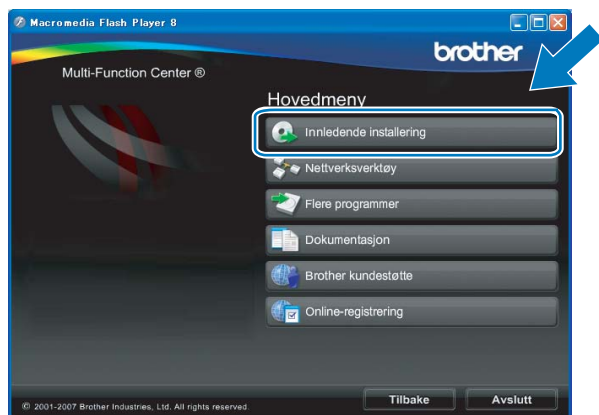 Macromedia Flash Player 8
brother
Multi-Function Center ®
Hovedmeny
Innledende installering
Nettverksverktøy
Flere programmer
Dokumentasjon
Brother kundestøtte
Online-registrering
Tilbake
Avslutt
© 2001-2007 Brother Industries, Ltd. All rights reserved.